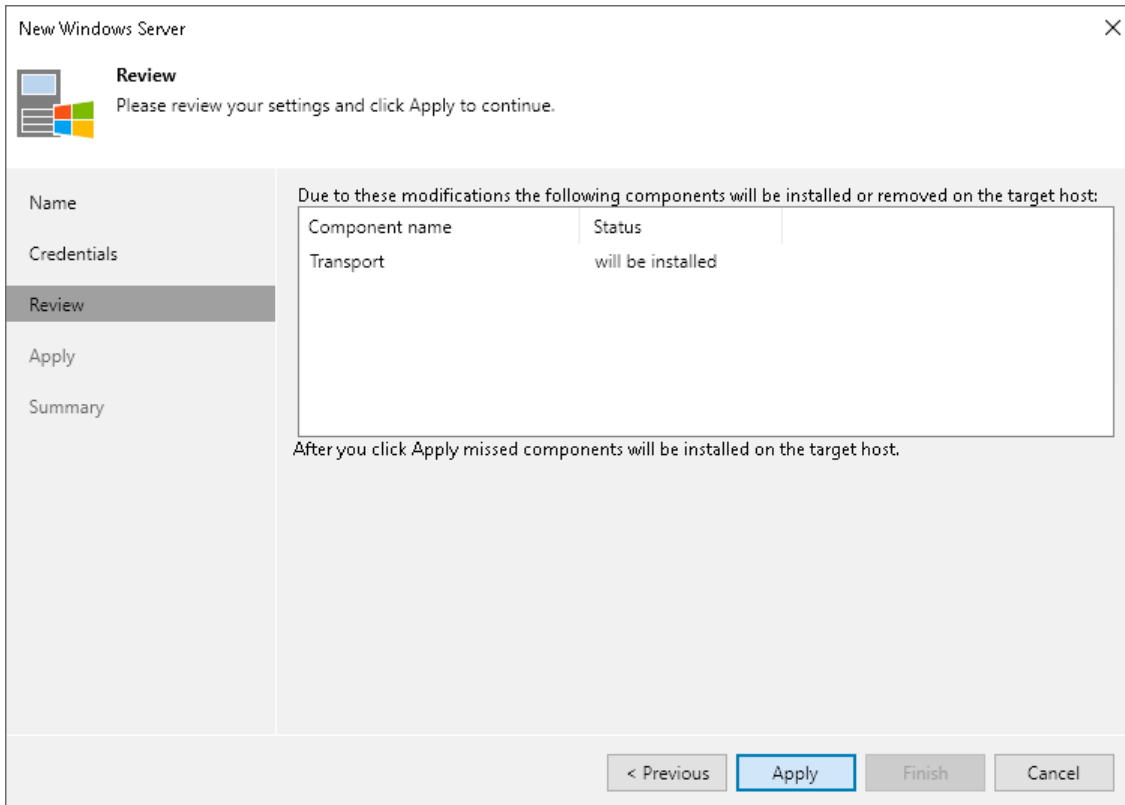 New Windows Server
Review
Please review your settings and click Apply to continue.
Name
Credentials
Review
Apply
Summary
Due to these modifications the following components will be installed or removed on the target host:
Component name Status
Transport will be installed
After you click Apply missed components will be installed on the target host.
< Previous Apply Finish Cancel